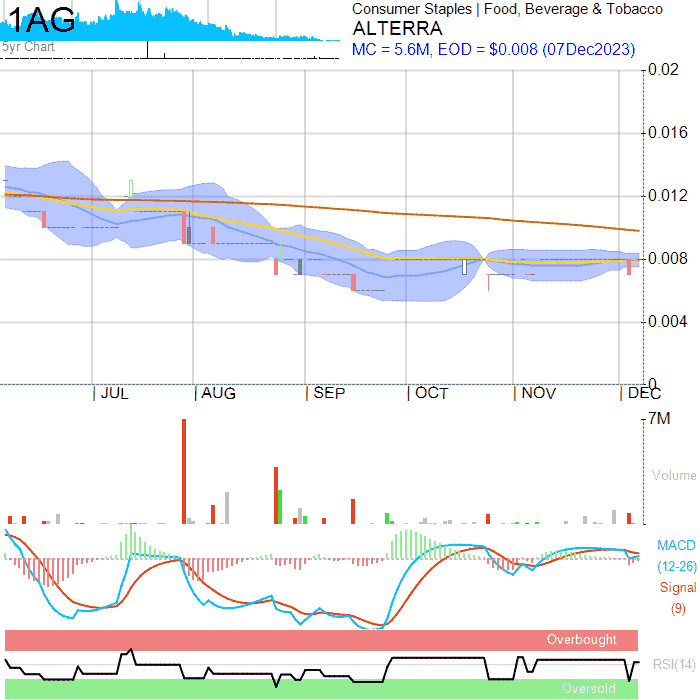 1AG
5yr Chart
Consumer Staples | Food, Beverage & Tobacco
ALTERRA
MC = 5.6M, EOD = $0.008 (07Dec2023)
0.02
0.016
0.012
0.008
0.004
0
JUL AUG SEP OCT NOV DEC
7M
Volume
MACD
(12-26)
Signal
(9)
Overbought
RSI(14)
Oversold